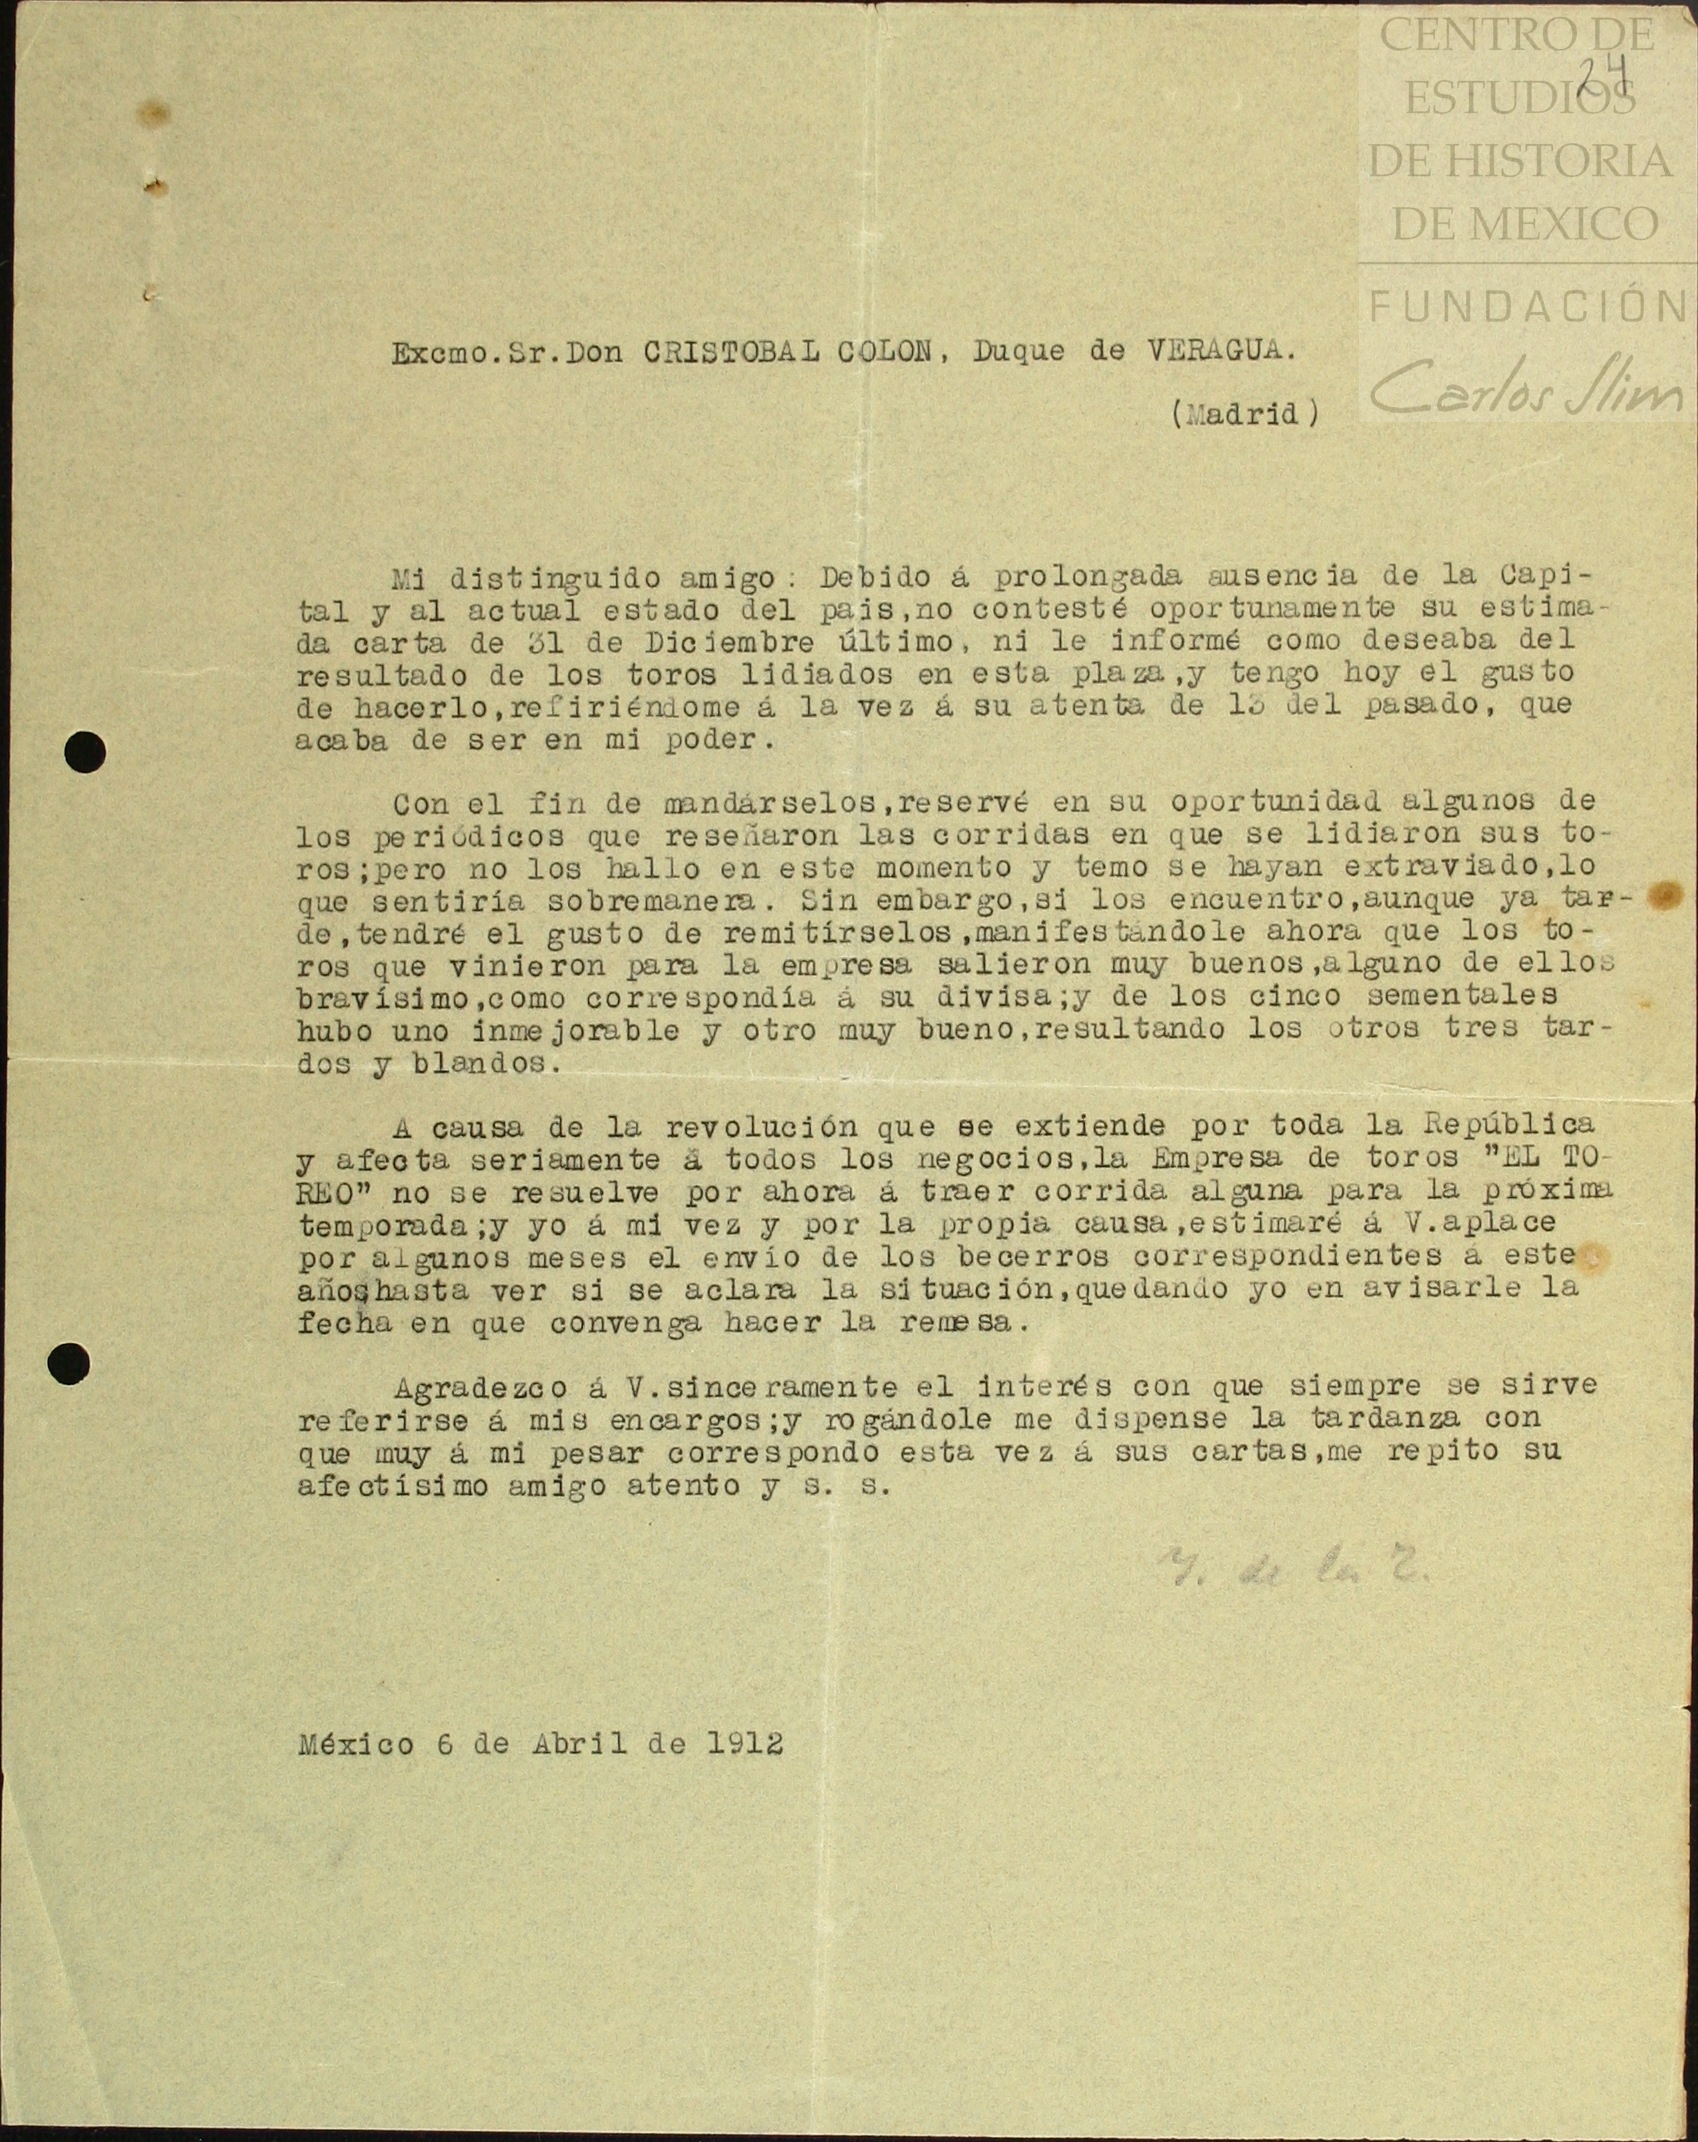 CENTRO DE
24
ESTUDIOS
DE HISTORIA
DE MEXICO
FUNDACIÓN
Carlos Slim
Excmo.Sr.Don CRISTOBAL COLON, Duque de VERAGUA.
(Madrid)
Mi distinguido amigo: Debido á prolongada ausencia de la Capi-
tal y al actual estado del pais,no contesté oportunamente su estima-
da carta de 31 de Diciembre último, ni le informé como deseaba del
resultado de los toros lidiados en esta plaza,y tengo hoy el gusto
de hacerlo,refiriéndome á la vez á su atenta de 13 del pasado, que
acaba de ser en mi poder.
Con el fin de mandárselos,reservé en su oportunidad algunos de
los periódicos que reseñaron las corridas en que se lidiaron sus to-
ros;pero no los hallo en este momento y temo se hayan extraviado,lo
que sentiría sobremanera. Sin embargo,si los encuentro,aunque ya tar-
de,tendré el gusto de remitírselos,manifestándole ahora que los to-
ros que vinieron para la empresa salieron muy buenos,alguno de ellos
bravísimo,como correspondía á su divisa;y de los cinco sementales
hubo uno inmejorable y otro muy bueno,resultando los otros tres tar-
dos y blandos.
A causa de la revolución que se extiende por toda la República
y afecta seriamente á todos los negocios,la Empresa de toros "EL TO-
REO" no se resuelve por ahora á traer corrida alguna para la próxima
temporada;y yo á mi vez y por la propia causa,estimaré á V.aplace
por algunos meses el envío de los becerros correspondientes á este
años,hasta ver si se aclara la situación,quedando yo en avisarle la
fecha en que convenga hacer la remesa.
Agradezco á V.sinceramente el interés con que siempre se sirve
referirse á mis encargos;y rogándole me dispense la tardanza con
que muy á mi pesar correspondo esta vez á sus cartas,me repito su
afectísimo amigo atento y s. s.
de la T.
México 6 de Abril de 1912